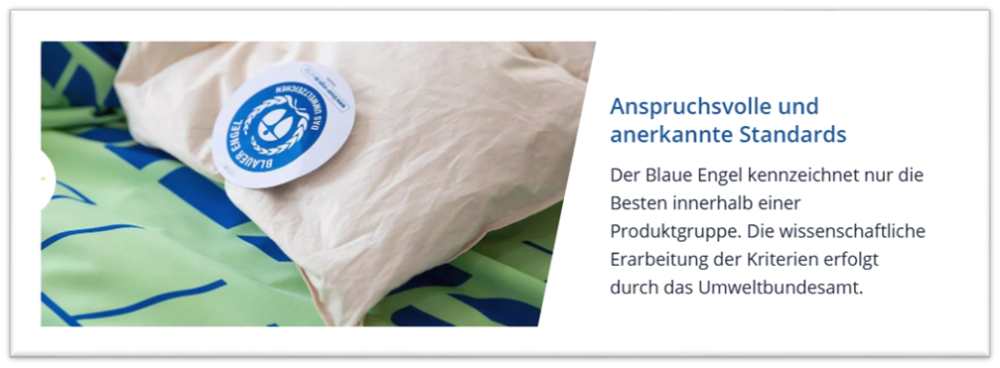 BLAUER ENGEL
DAS UMWELTZEICHEN
Anspruchsvolle und
anerkannte Standards
Der Blaue Engel kennzeichnet nur die
Besten innerhalb einer
Produktgruppe. Die wissenschaftliche
Erarbeitung der Kriterien erfolgt
durch das Umweltbundesamt.